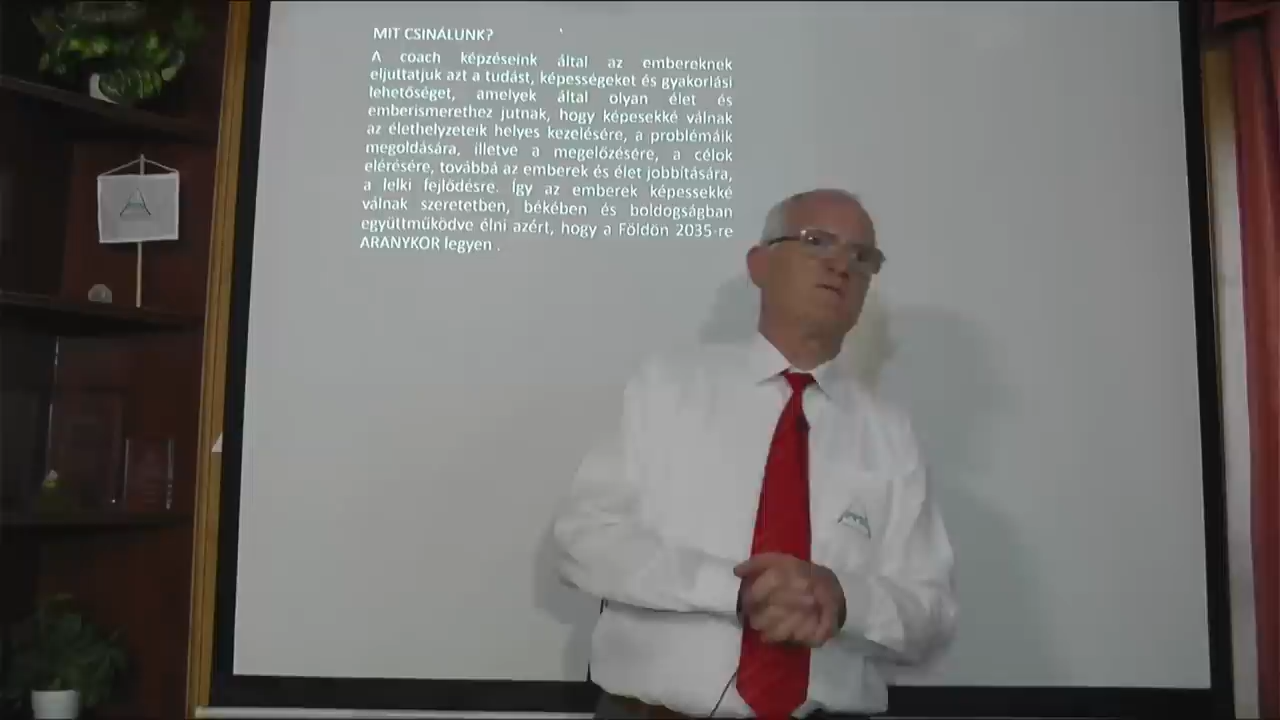 MIT CSINÁLUNK?
A coach képzéseink által az embereknek
eljuttatjuk azt a tudást, képességeket és gyakorlási
lehetőséget, amelyek által olyan élet és
emberismerethez jutnak, hogy képesekké válnak
az élethelyzeteik helyes kezelésére, a problémáik
megoldására, illetve a megelőzésére, a célok
elérésére, továbbá az emberek és élet jobbítására,
a lelki fejlődésre. Így az emberek képessekké
válnak szeretetben, békében és boldogságban
együttműködve élni azért, hogy a Földön 2035-re
ARANYKOR legyen .